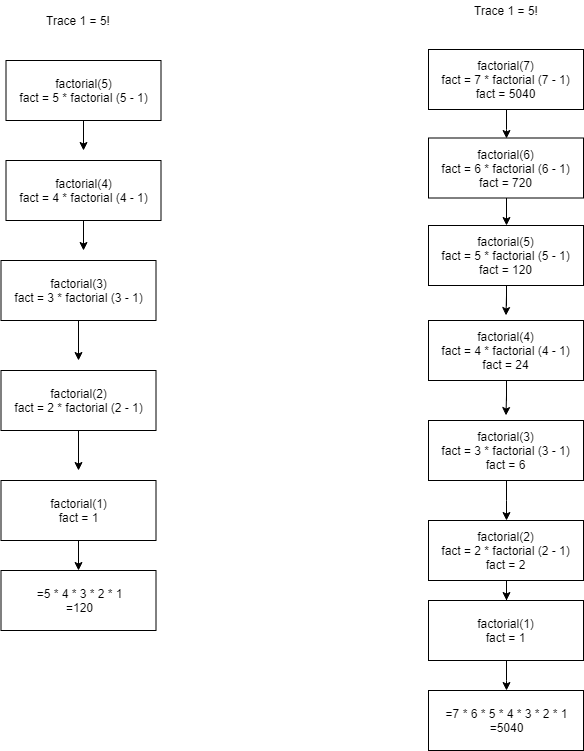 Trace 1 = 5!
factorial(5)
fact = 5 * factorial (5 - 1)
factorial(4)
fact = 4 * factorial (4 - 1)
factorial(3)
fact = 3 * factorial (3 - 1)
factorial(2)
fact = 2 * factorial (2 - 1)
factorial(1)
fact = 1
=5 * 4 * 3 * 2 * 1
=120
Trace 1 = 5!
factorial(7)
fact = 7 * factorial (7 - 1)
fact = 5040
factorial(6)
fact = 6 * factorial (6 - 1)
fact = 720
factorial(5)
fact = 5 * factorial (5 - 1)
fact = 120
factorial(4)
fact = 4 * factorial (4 - 1)
fact = 24
factorial(3)
fact = 3 * factorial (3 - 1)
fact = 6
factorial(2)
fact = 2 * factorial (2 - 1)
fact = 2
factorial(1)
fact = 1
=7 * 6 * 5 * 4 * 3 * 2 * 1
=5040